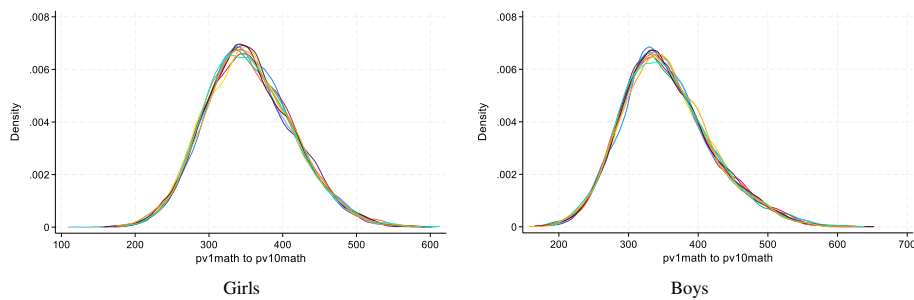 .008
.006
.004
.002
0
Density
100 200 300 400 500 600
pv1math to pv10math
Girls
.008
.006
.004
.002
0
Density
200 300 400 500 600 700
pv1math to pv10math
Boys